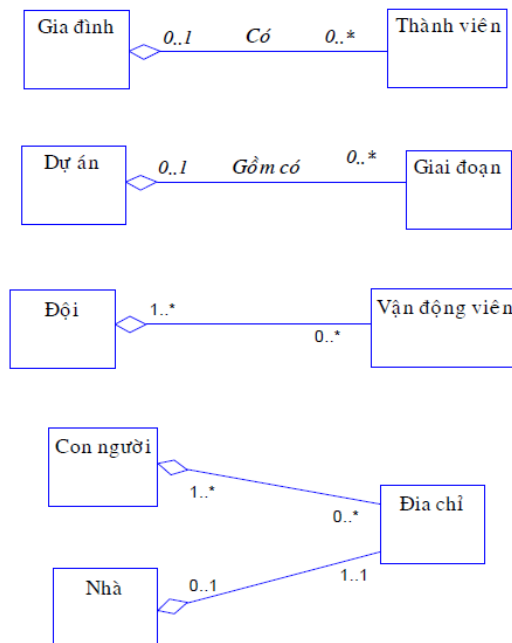 Gia đình
0..1 Có 0..*
Thành viên
Dự án
0..1 Gồm có 0..*
Giai đoạn
Đội
1..*
0..*
Vận động viên
Con người
1..*
0..*
Đia chỉ
Nhà
0..1
1..1